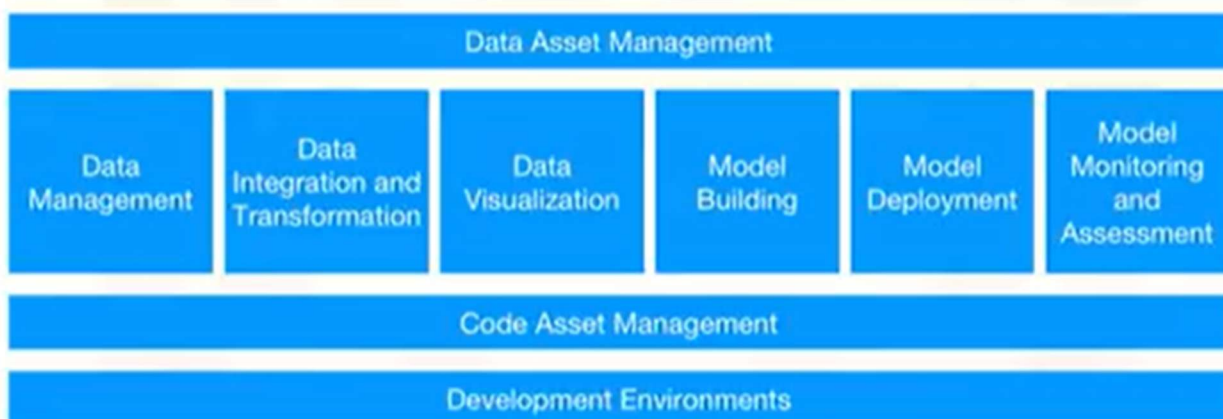 Data Asset Management
Data
Management
Data
Integration and
Transformation
Data
Visualization
Model
Building
Model
Deployment
Model
Monitoring
and
Assessment
Code Asset Management
Development Environments